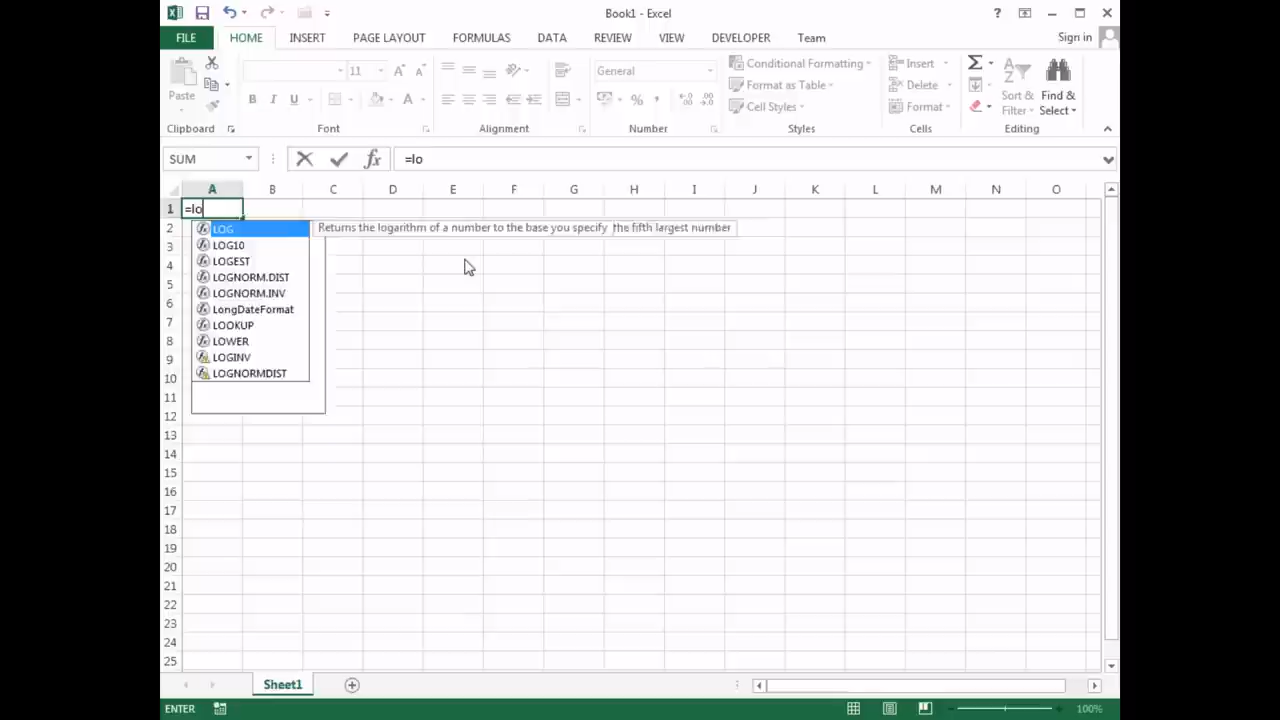 Book1 - Excel
?
FILE HOME INSERT PAGE LAYOUT FORMULAS DATA REVIEW VIEW DEVELOPER Team Sign in
Paste
11
B I U A
General
% ,
Conditional Formatting
Format as Table
Cell Styles
Insert
Delete
Format
Sort & Filter
Find & Select
Clipboard Font Alignment Number Styles Cells Editing
SUM fx =lo
A B C D E F G H I J K L M N O
1 =lo
2
3
4
5
6
7
8
9
10
11
12
13
14
15
16
17
18
19
20
21
22
23
24
25
LOG Returns the logarithm of a number to the base you specify the fifth largest number
LOG10
LOGEST
LOGNORM.DIST
LOGNORM.INV
LongDateFormat
LOOKUP
LOWER
LOGINV
LOGNORMDIST
Sheet1
ENTER 100%